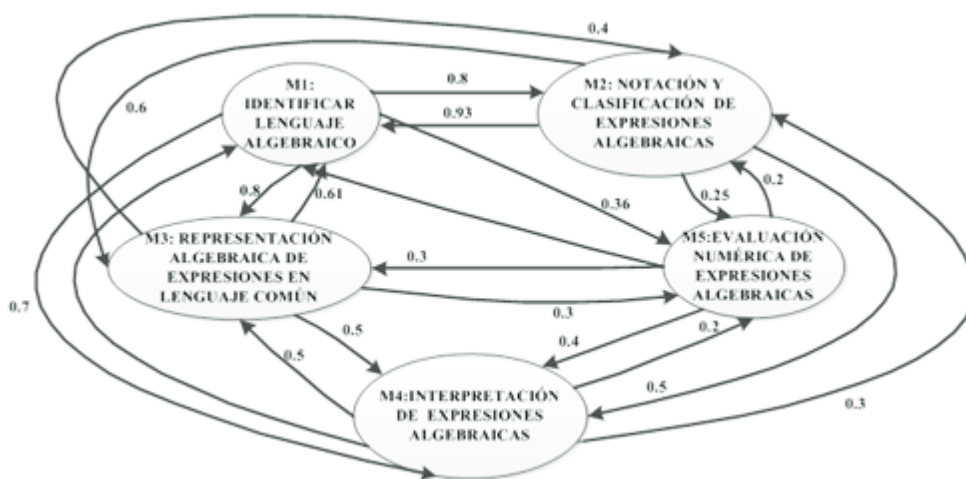 0.4
M1:
IDENTIFICAR
LENGUAJE
ALGEBRAICO
0.8
M2: NOTACIÓN Y
CLASIFICACIÓN DE
EXPRESIONES
ALGEBRAICAS
0.6
0.93
0.8
0.61
0.36
0.25
0.2
M3: REPRESENTACIÓN
ALGEBRAICA DE
EXPRESIONES EN
LENGUAJE COMÚN
0.3
M5:EVALUACIÓN
NUMÉRICA DE
EXPRESIONES
ALGEBRAICAS
0.7
0.3
0.5
0.2
0.4
0.5
M4:INTERPRETACIÓN
DE EXPRESIONES
ALGEBRAICAS
0.5
0.3